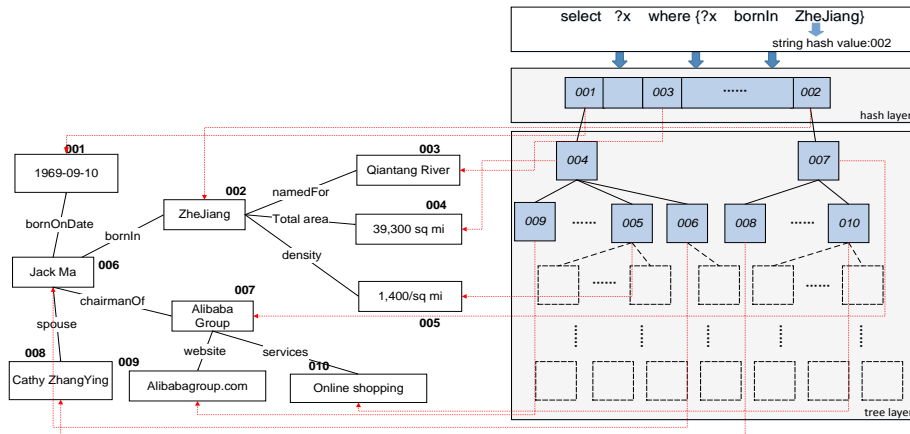 select ?x where {?x bornIn ZheJiang}
string hash value:002
001 003 ...... 002
hash layer
004 007
009 ...... 005 006 008 ...... 010
...... ......
...... ...... ...... ...... ...... ......
tree layer
001
1969-09-10
003
Qiantang River
002
ZheJiang
namedFor
004
Total area
39,300 sq mi
bornOnDate
bornIn
density
Jack Ma
006
1,400/sq mi
005
chairmanOf
007
Alibaba
Group
spouse
website
services
008
009
010
Cathy ZhangYing
Alibabagroup.com
Online shopping